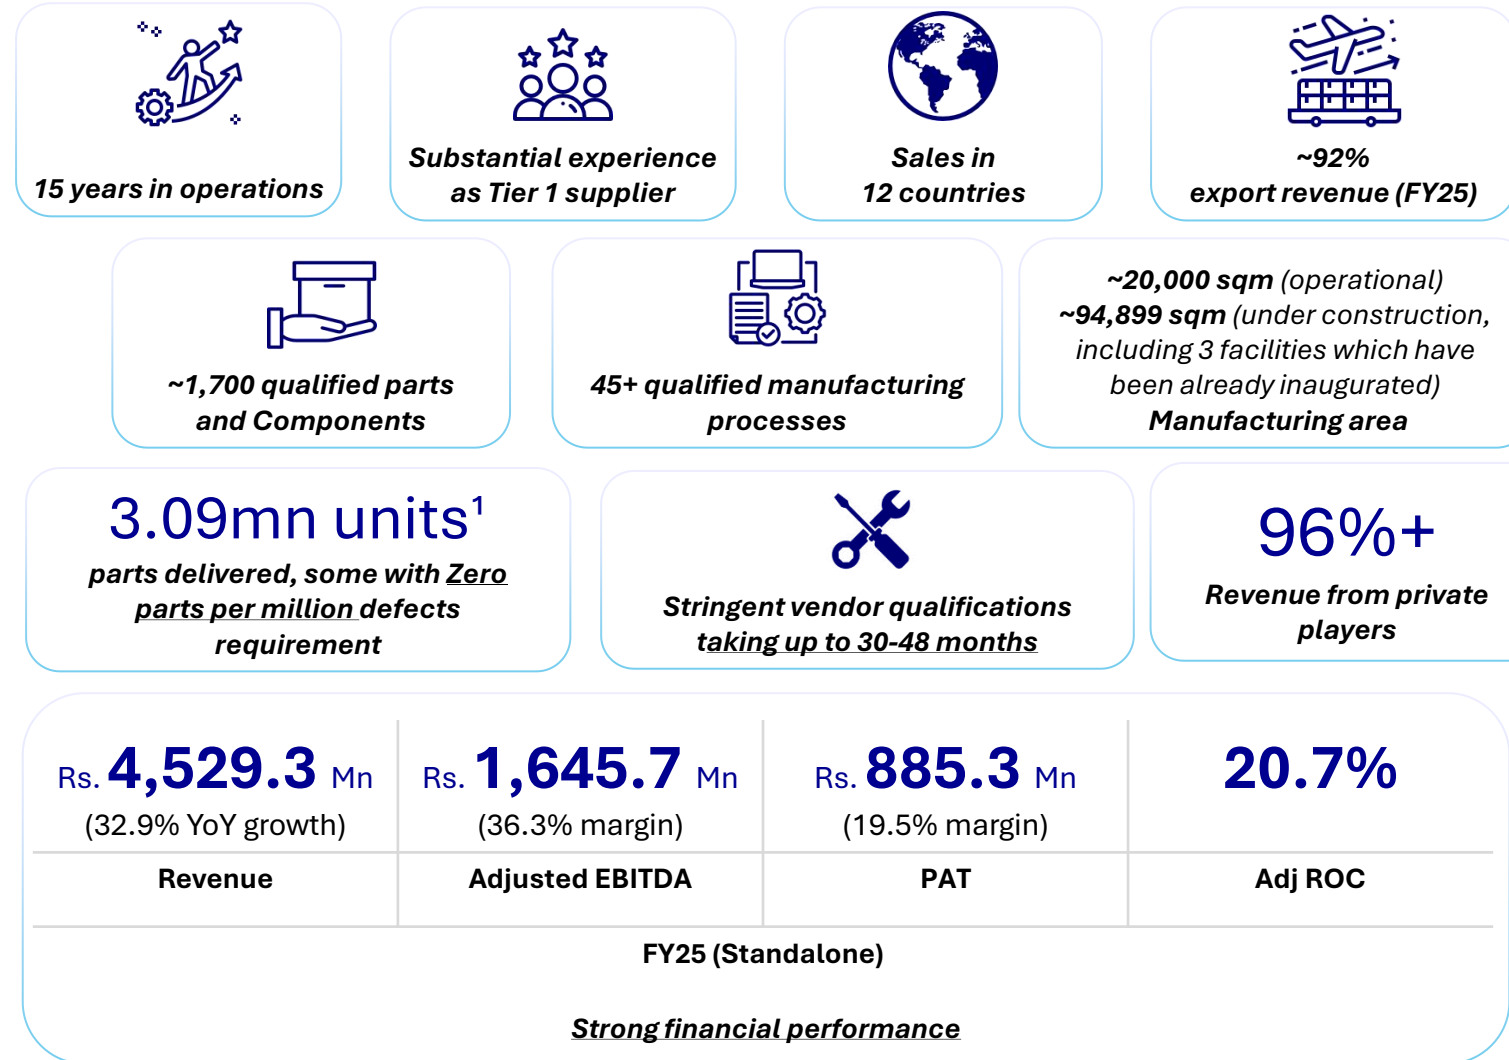 15 years in operations
Substantial experience
as Tier 1 supplier
Sales in
12 countries
~92%
export revenue (FY25)
~1,700 qualified parts
and Components
45+ qualified manufacturing
processes
~20,000 sqm (operational)
~94,899 sqm (under construction,
including 3 facilities which have
been already inaugurated)
Manufacturing area
3.09mn units¹
parts delivered, some with Zero
parts per million defects
requirement
Stringent vendor qualifications
taking up to 30-48 months
96%+
Revenue from private
players
Rs. 4,529.3 Mn
(32.9% YoY growth)
Revenue
Rs. 1,645.7 Mn
(36.3% margin)
Adjusted EBITDA
Rs. 885.3 Mn
(19.5% margin)
PAT
20.7%
Adj ROC
FY25 (Standalone)
Strong financial performance